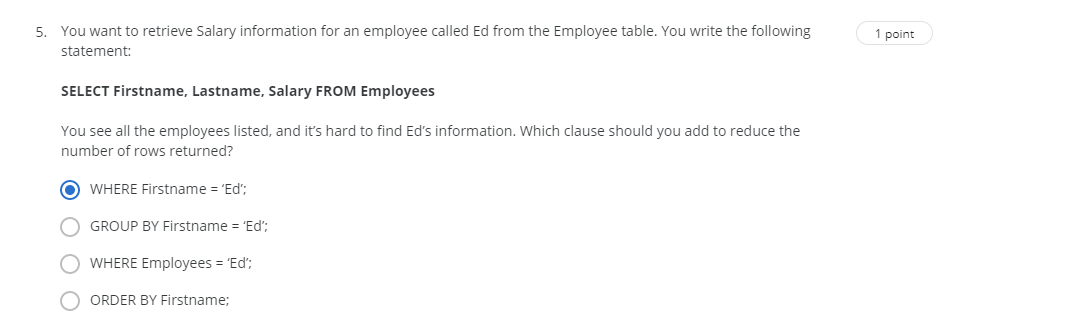 5. You want to retrieve Salary information for an employee called Ed from the Employee table. You write the following
1 point
statement:
SELECT Firstname, Lastname, Salary FROM Employees
You see all the employees listed, and it’s hard to find Ed’s information. Which clause should you add to reduce the
number of rows returned?
WHERE Firstname = ‘Ed’;
GROUP BY Firstname = ‘Ed’;
WHERE Employees = ‘Ed’;
ORDER BY Firstname;